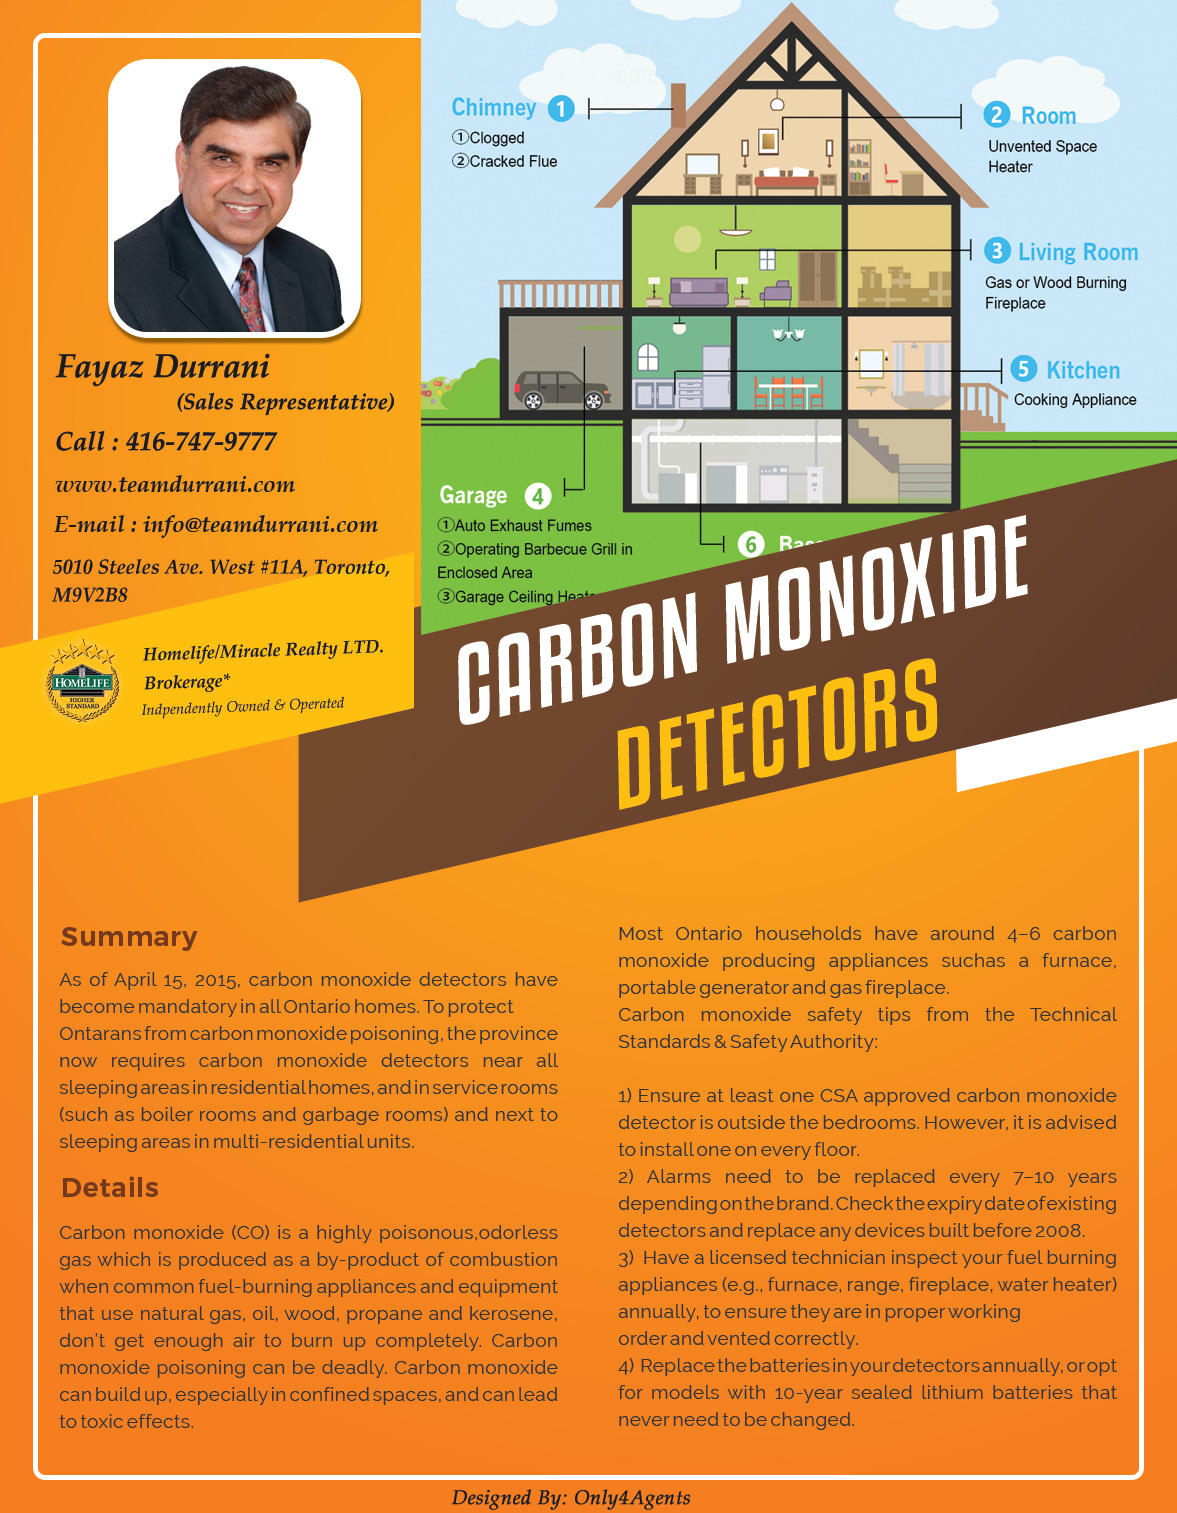 Fayaz Durrani
(Sales Representative)
Call : 416-747-9777
www.teamdurrani.com
E-mail : info@teamdurrani.com
5010 Steeles Ave. West #11A, Toronto,
M9V2B8
HOMELIFE
HIGHER
STANDARD
Homelife/Miracle Realty LTD.
Brokerage*
Indpendently Owned & Operated
Chimney 1
①Clogged
②Cracked Flue
2 Room
Unvented Space
Heater
3 Living Room
Gas or Wood Burning
Fireplace
5 Kitchen
Cooking Appliance
Garage 4
①Auto Exhaust Fumes
②Operating Barbecue Grill in
Enclosed Area
③Garage Ceiling
6
CARBON MONOXIDE
DETECTORS
Summary
As of April 15, 2015, carbon monoxide detectors have
become mandatory in all Ontario homes. To protect
Ontarans from carbon monoxide poisoning, the province
now requires carbon monoxide detectors near all
sleeping areas in residential homes, and in service rooms
(such as boiler rooms and garbage rooms) and next to
sleeping areas in multi-residential units.
Details
Carbon monoxide (CO) is a highly poisonous,odorless
gas which is produced as a by-product of combustion
when common fuel-burning appliances and equipment
that use natural gas, oil, wood, propane and kerosene,
don't get enough air to burn up completely. Carbon
monoxide poisoning can be deadly. Carbon monoxide
can build up, especially in confined spaces, and can lead
to toxic effects.
Most Ontario households have around 4–6 carbon
monoxide producing appliances suchas a furnace,
portable generator and gas fireplace.
Carbon monoxide safety tips from the Technical
Standards & Safety Authority:
1) Ensure at least one CSA approved carbon monoxide
detector is outside the bedrooms. However, it is advised
to install one on every floor.
2) Alarms need to be replaced every 7–10 years
depending on the brand. Check the expiry date of existing
detectors and replace any devices built before 2008.
3) Have a licensed technician inspect your fuel burning
appliances (e.g., furnace, range, fireplace, water heater)
annually, to ensure they are in proper working
order and vented correctly.
4) Replace the batteries in your detectors annually, or opt
for models with 10-year sealed lithium batteries that
never need to be changed.
Designed By: Only4Agents